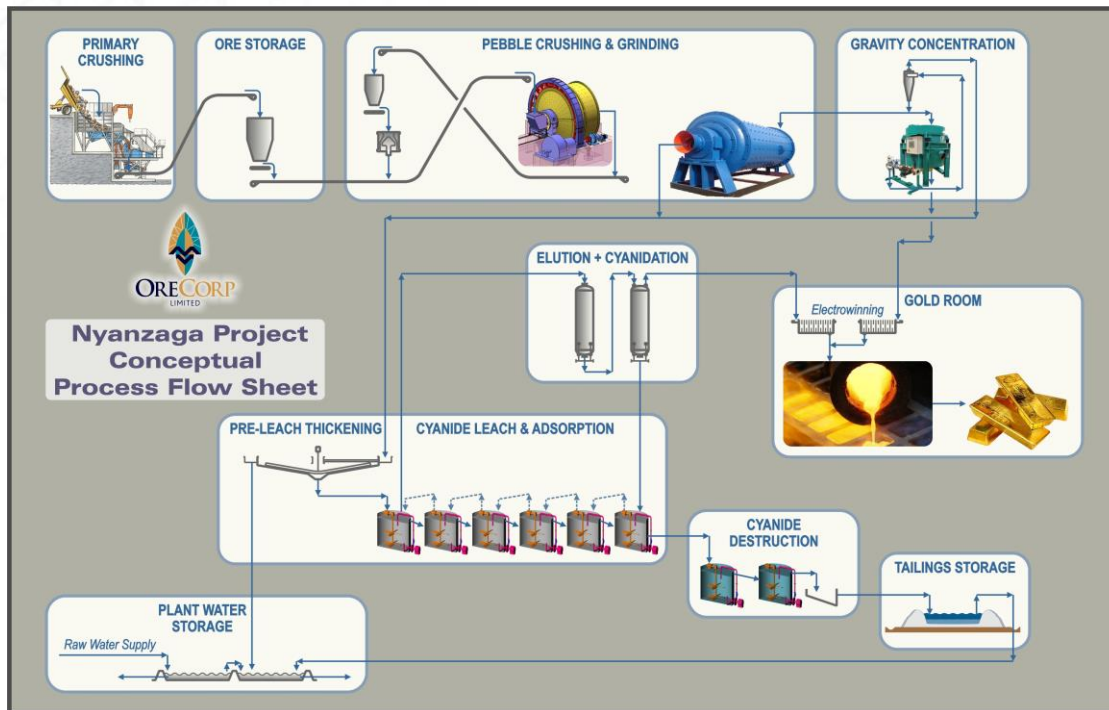 PRIMARY
CRUSHING
ORE STORAGE
PEBBLE CRUSHING & GRINDING
GRAVITY CONCENTRATION
ORECORP
LIMITED
Nyanzaga Project
Conceptual
Process Flow Sheet
ELUTION + CYANIDATION
GOLD ROOM
Electrowinning
PRE-LEACH THICKENING
CYANIDE LEACH & ADSORPTION
CYANIDE
DESTRUCTION
TAILINGS STORAGE
PLANT WATER
STORAGE
Raw Water Supply